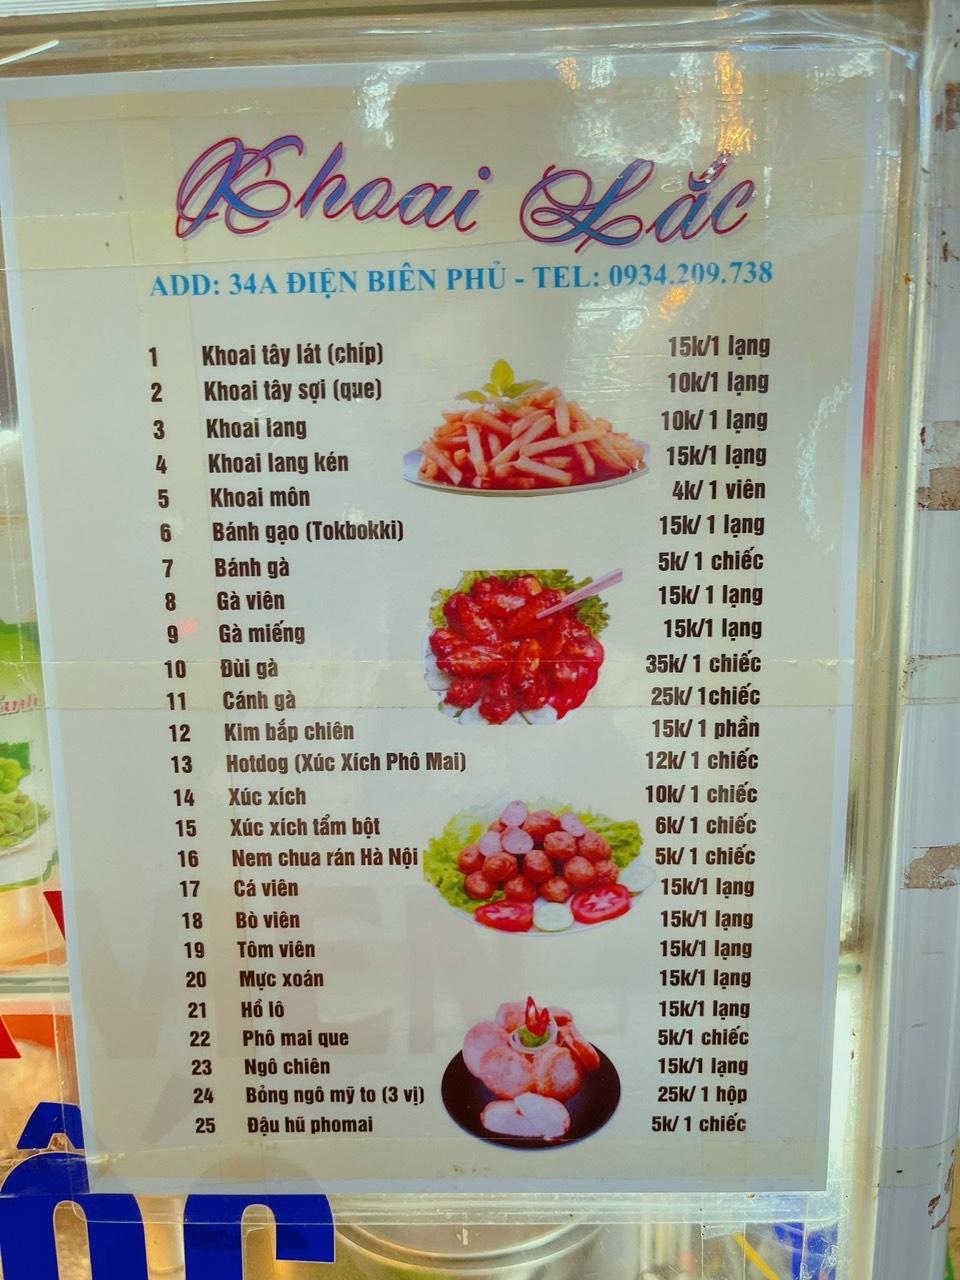 Khoai Lắc
ADD: 34A ĐIỆN BIÊN PHỦ - TEL: 0934.209.738
1 Khoai tây lát (chíp) 15k/1 lạng
2 Khoai tây sợi (que) 10k/1 lạng
3 Khoai lang 10k/ 1 lạng
4 Khoai lang kén 15k/1 lạng
5 Khoai môn 4k/ 1 viên
6 Bánh gạo (Tokbokki) 15k/ 1 lạng
7 Bánh gà 5k/ 1 chiếc
8 Gà viên 15k/ 1 lạng
9 Gà miếng 15k/1 lạng
10 Đùi gà 35k/ 1 chiếc
11 Cánh gà 25k/ 1chiếc
12 Kim bắp chiên 15k/ 1 phần
13 Hotdog (Xúc Xích Phô Mai) 12k/ 1 chiếc
14 Xúc xích 10k/ 1 chiếc
15 Xúc xích tẩm bột 6k/ 1 chiếc
16 Nem chua rán Hà Nội 5k/ 1 chiếc
17 Cá viên 15k/1 lạng
18 Bò viên 15k/1 lạng
19 Tôm viên 15k/1 lạng
20 Mực xoán 15k/1 lạng
21 Hồ lô 15k/1 lạng
22 Phô mai que 5k/1 chiếc
23 Ngô chiên 15k/1 lạng
24 Bỏng ngô mỹ to (3 vị) 25k/ 1 hộp
25 Đậu hũ phomai 5k/ 1 chiếc